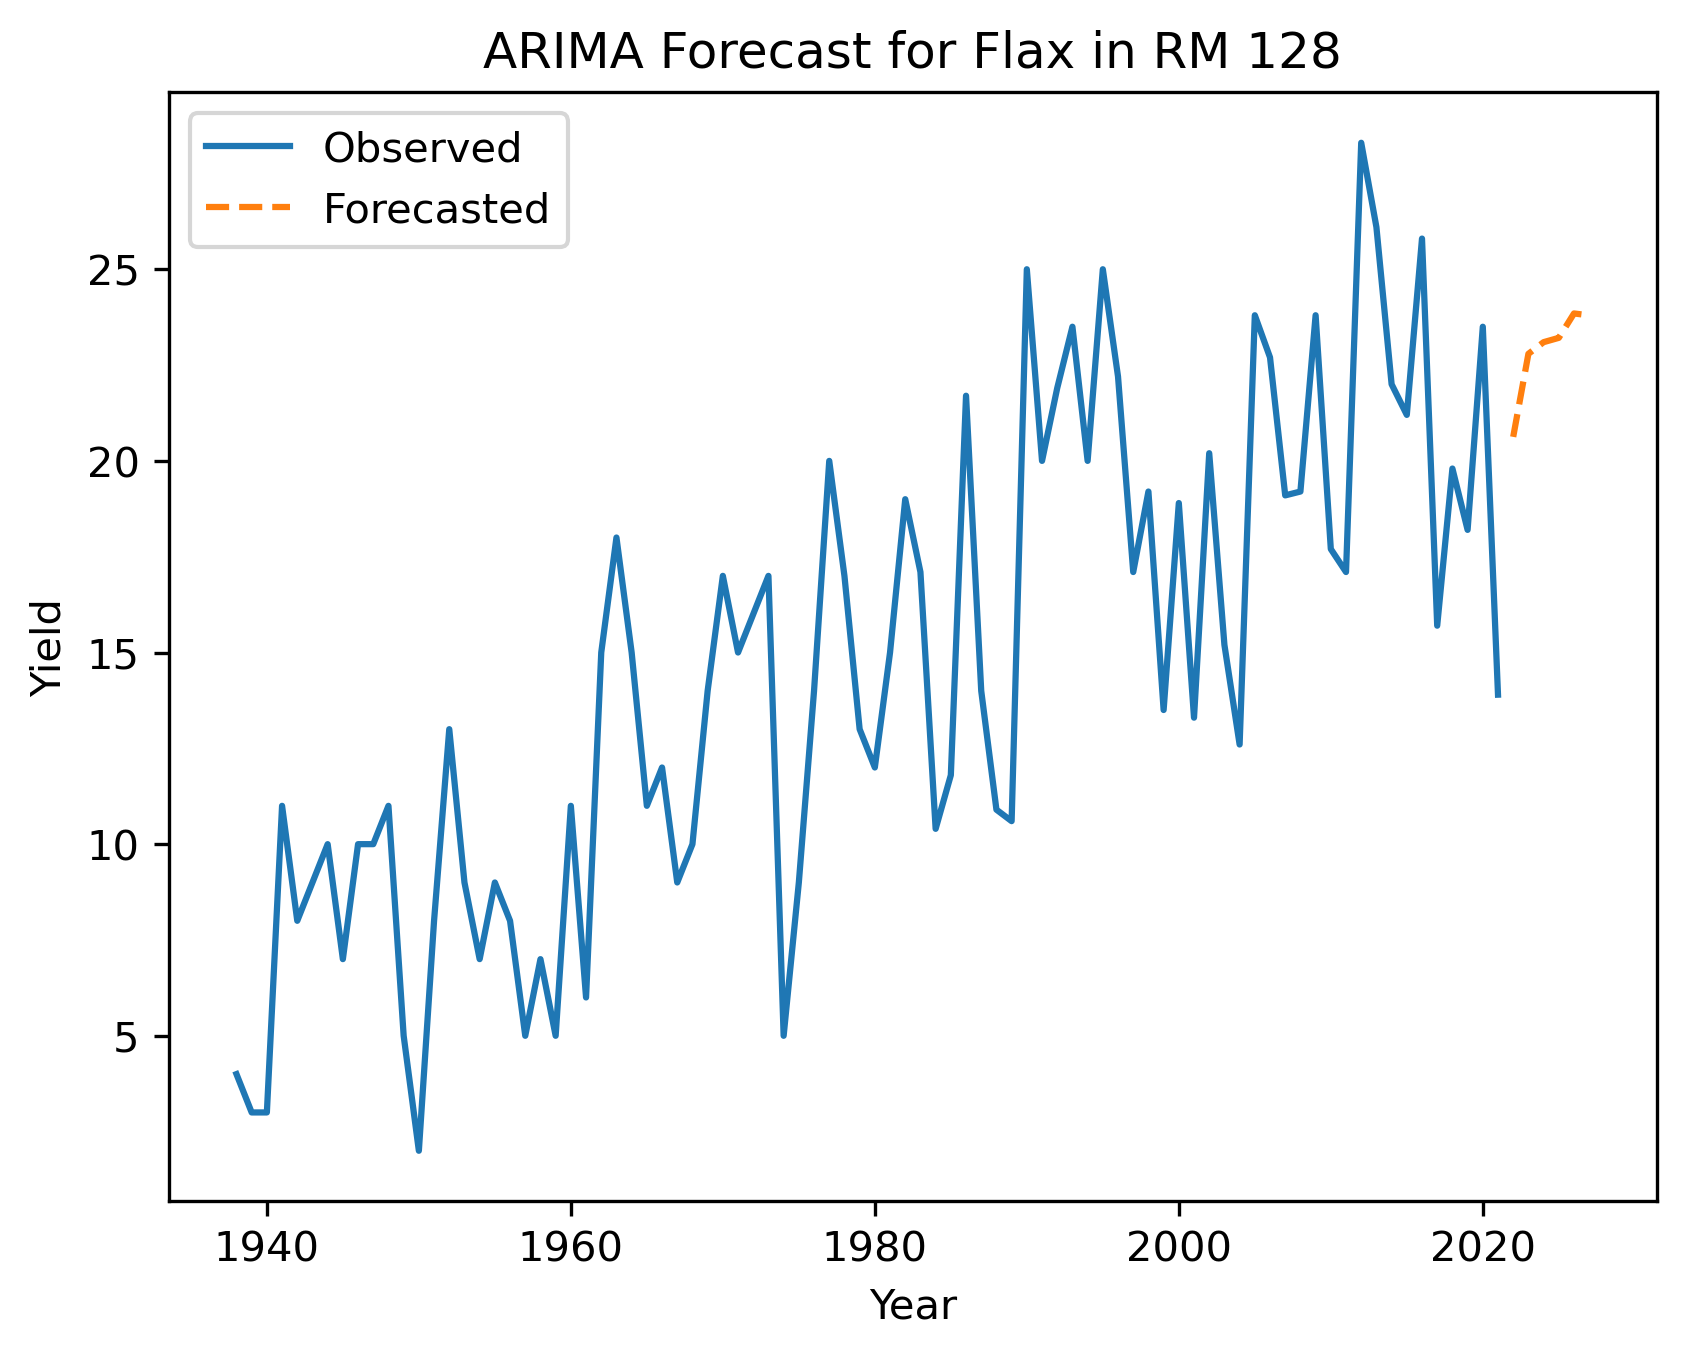 ARIMA Forecast for Flax in RM 128
Observed
Forecasted
25
20
15
10
5
Yield
1940 1960 1980 2000 2020
Year